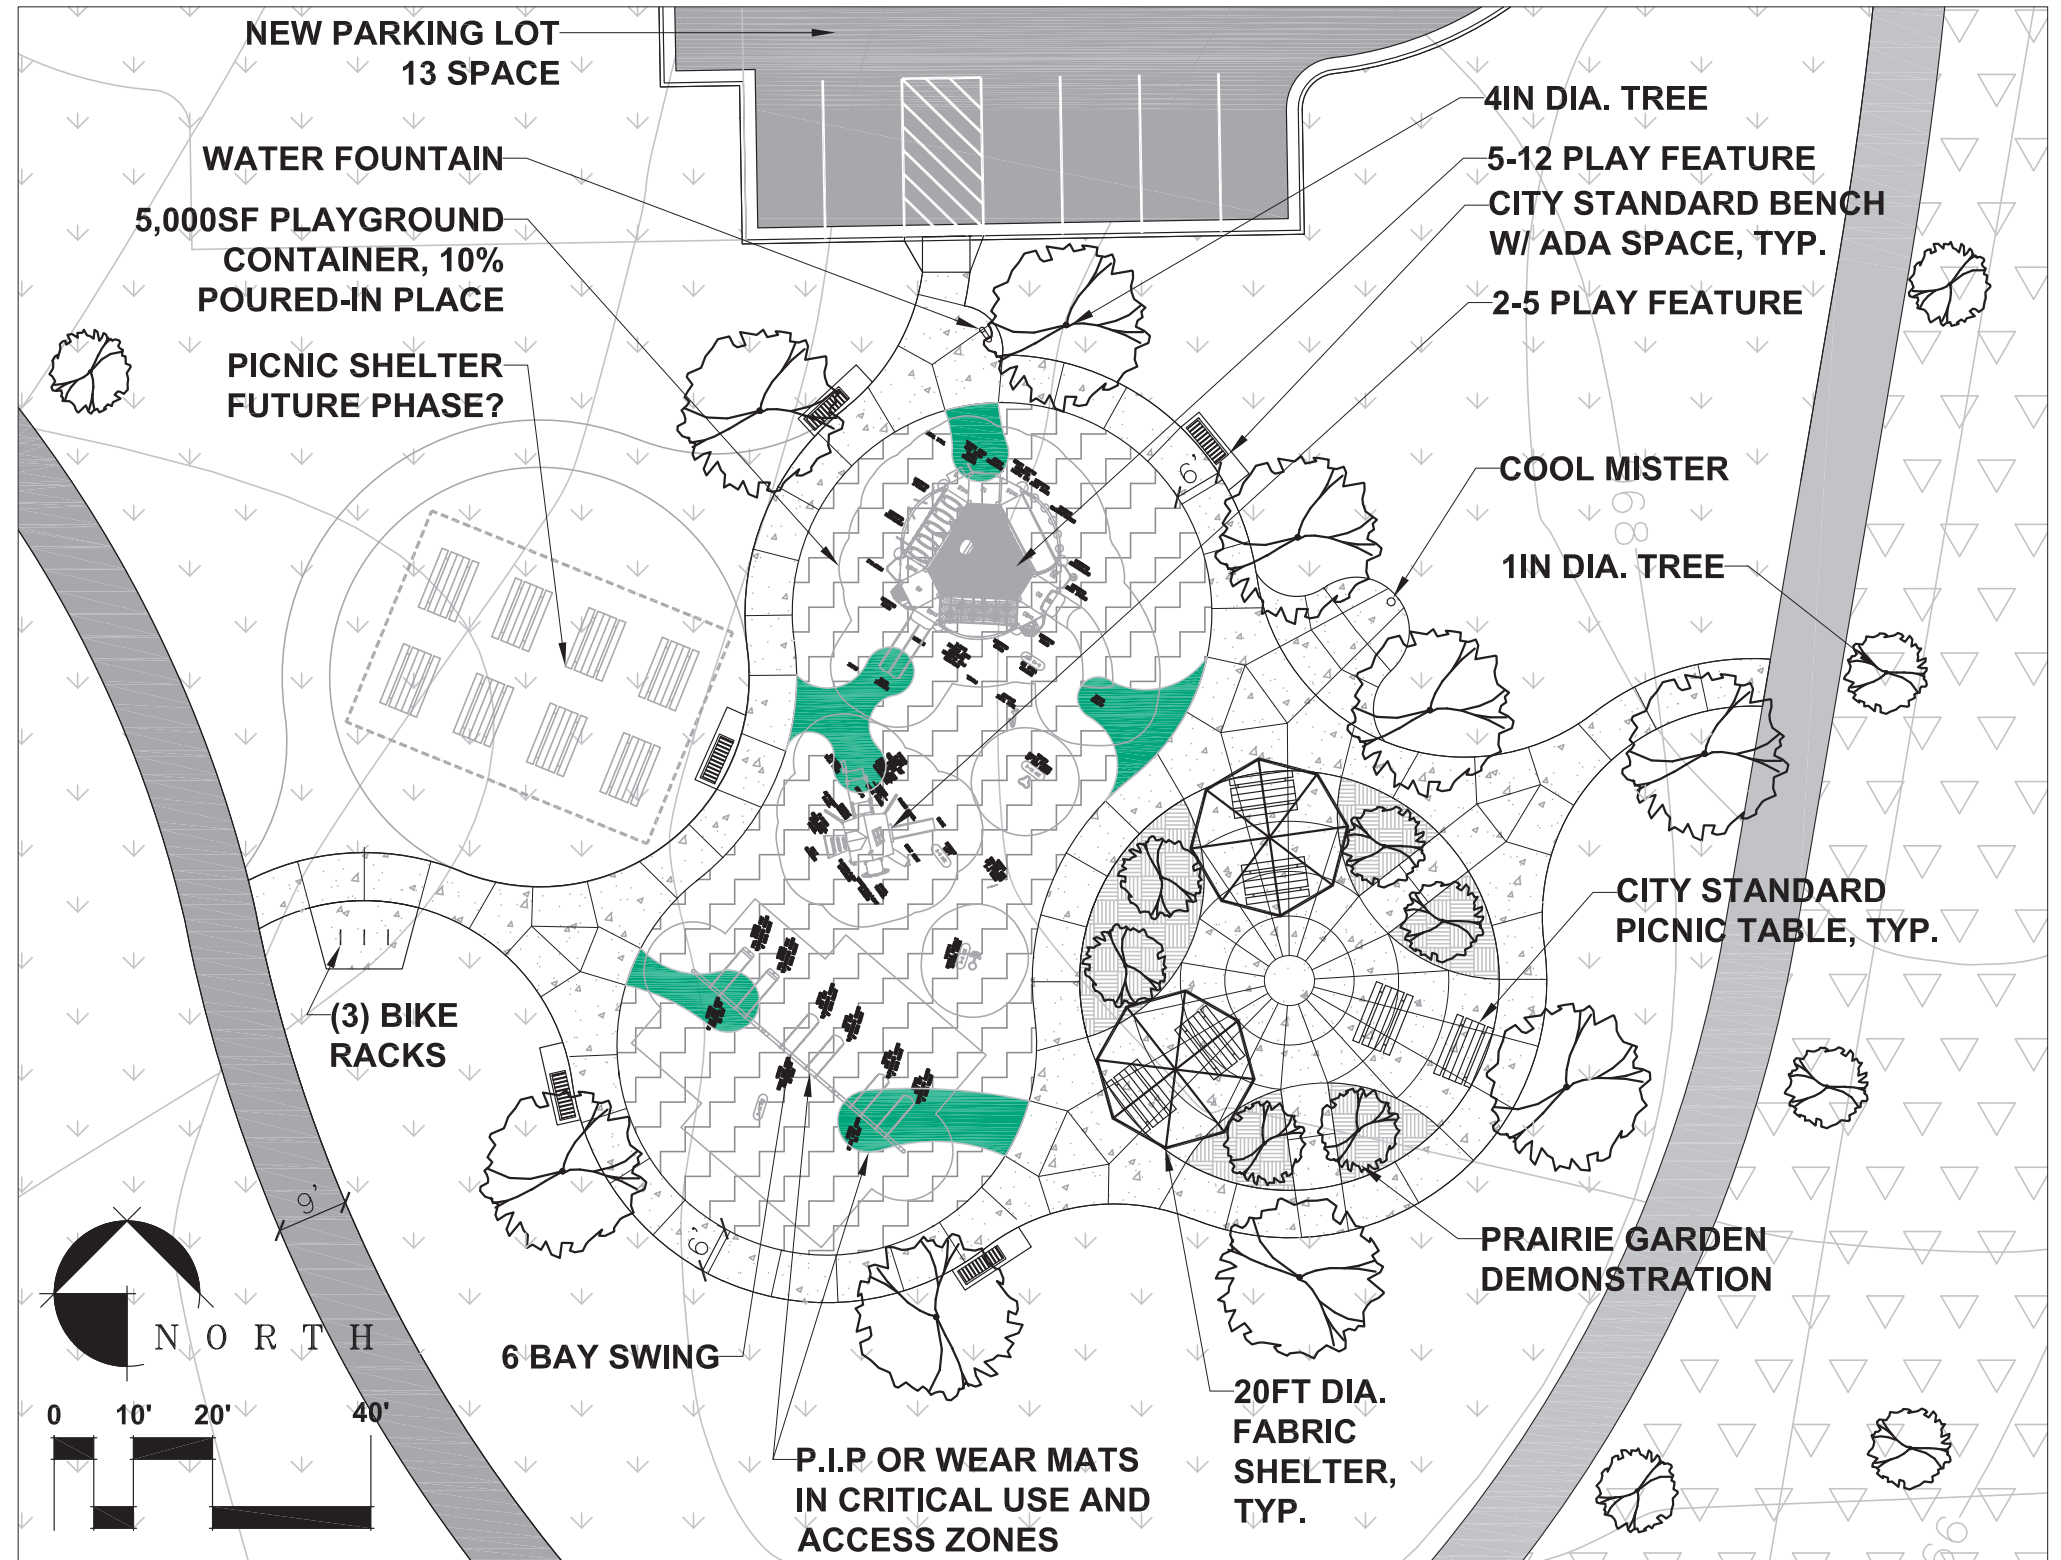 NEW PARKING LOT
13 SPACE
WATER FOUNTAIN
5,000SF PLAYGROUND
CONTAINER, 10%
POURED-IN PLACE
PICNIC SHELTER
FUTURE PHASE?
4IN DIA. TREE
5-12 PLAY FEATURE
CITY STANDARD BENCH
W/ ADA SPACE, TYP.
2-5 PLAY FEATURE
6'
COOL MISTER
1IN DIA. TREE
CITY STANDARD
PICNIC TABLE, TYP.
(3) BIKE
RACKS
9'
6'
PRAIRIE GARDEN
DEMONSTRATION
NORTH
6 BAY SWING
20FT DIA.
FABRIC
SHELTER,
TYP.
0 10' 20' 40'
P.I.P OR WEAR MATS
IN CRITICAL USE AND
ACCESS ZONES